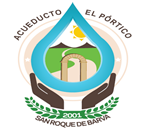 ACUEDUCTO EL PÓRTICO
2001
SAN ROQUE DE BARVA